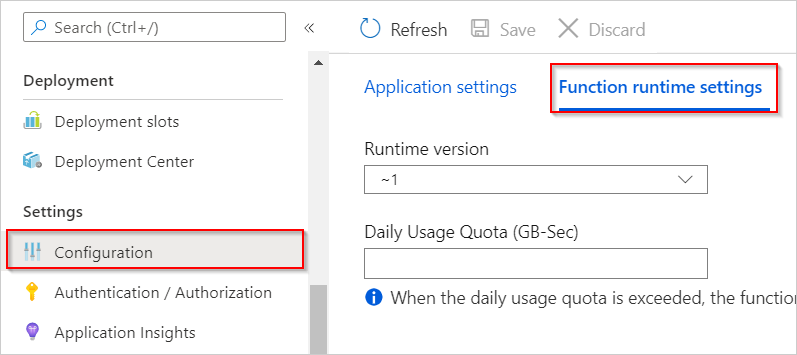 Search (Ctrl+/)
«
Deployment
Deployment slots
Deployment Center
Settings
Configuration
Authentication / Authorization
Application Insights
Refresh
Save
Discard
Application settings
Function runtime settings
Runtime version
~1
Daily Usage Quota (GB-Sec)
When the daily usage quota is exceeded, the function